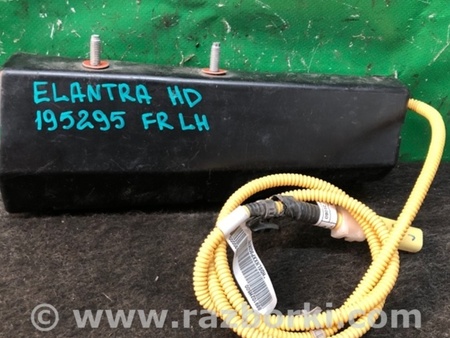 ELANTRA HD
195295 FR LH
© www.razborki.com